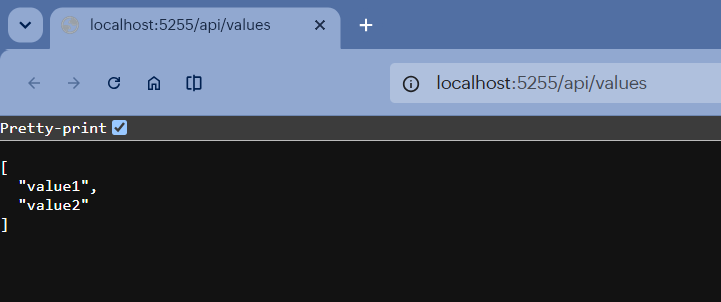 localhost:5255/api/values
localhost:5255/api/values
Pretty-print
[
  "value1",
  "value2"
]